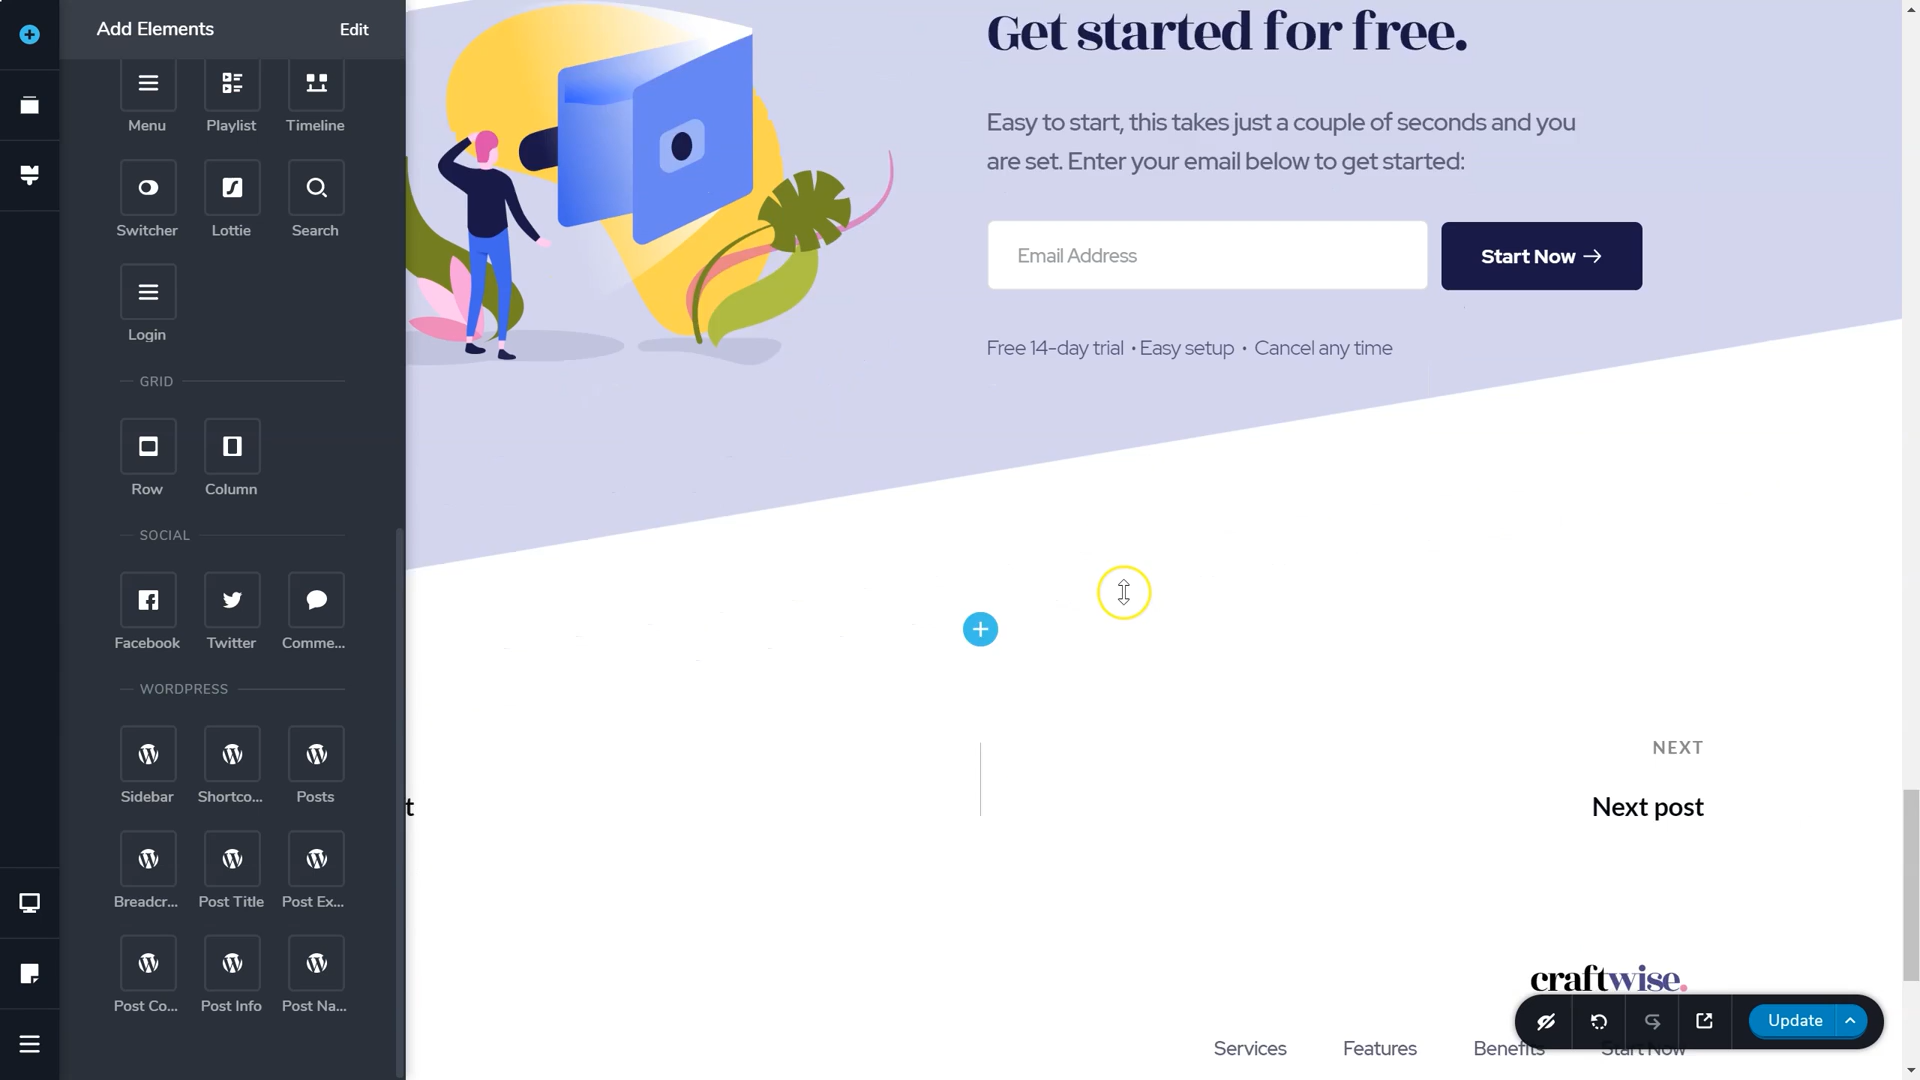 Add Elements
Edit
Menu
Playlist
Timeline
Switcher
Lottie
Search
Login
GRID
Row
Column
SOCIAL
Facebook
Twitter
Comme...
WORDPRESS
Sidebar
Shortco...
Posts
Breadcr...
Post Title
Post Ex...
Post Co...
Post Info
Post Na...
Get started for free.
Easy to start, this takes just a couple of seconds and you
are set. Enter your email below to get started:
Email Address
Start Now →
Free 14-day trial · Easy setup · Cancel any time
t
NEXT
Next post
craftwise.
Update
Services
Features
Benefits
Start Now